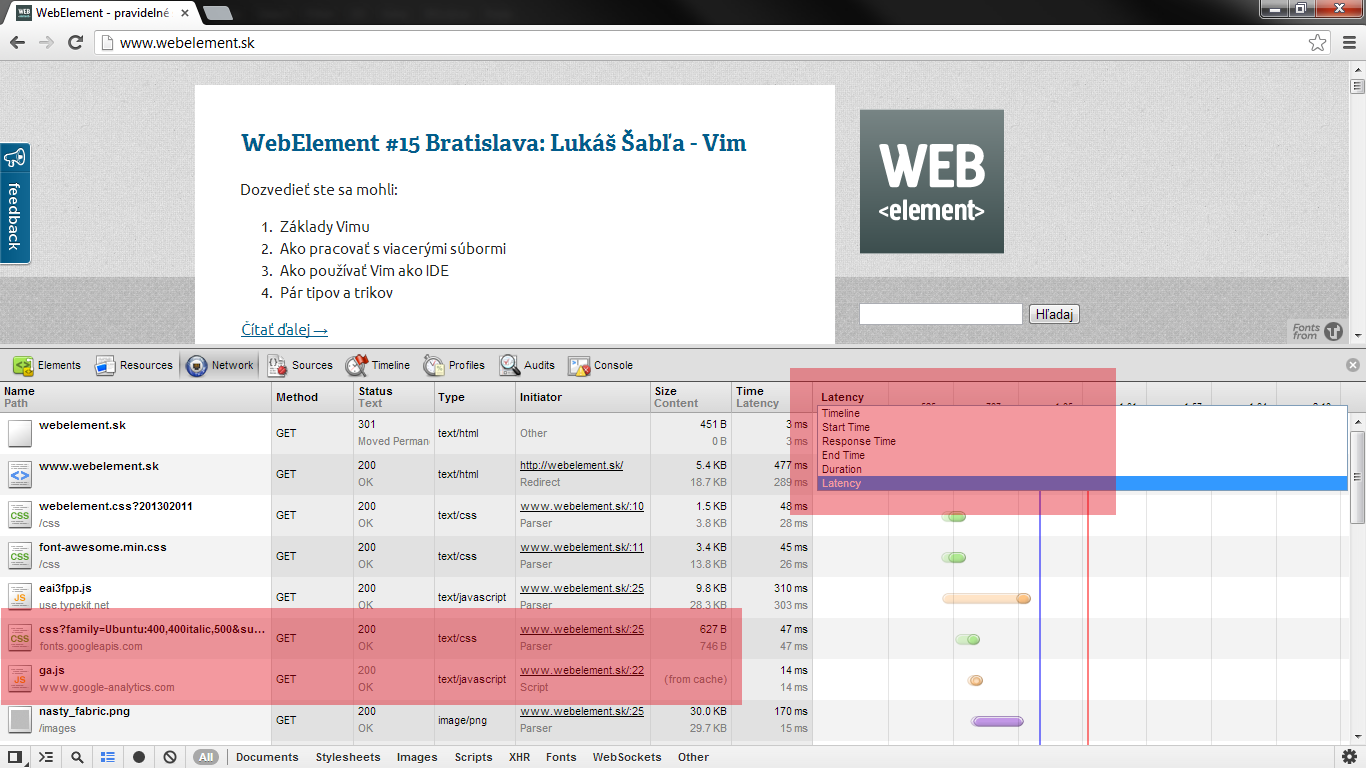 WebElement - pravidelné
www.webelement.sk
WebElement #15 Bratislava: Lukáš Šabľa - Vim
Dozvedieť ste sa mohli:
1. Základy Vimu
2. Ako pracovať s viacerými súbormi
3. Ako používať Vim ako IDE
4. Pár tipov a trikov
Čítať ďalej →
feedback
WEB
<element>
Hľadaj
Fonts
from
Elements Resources Network Sources Timeline Profiles Audits Console
Name Method Status Type Initiator Size Time Latency
Path Text Content Latency
Timeline
Start Time
Response Time
End Time
Duration
Latency
webelement.sk GET 301 text/html Other 451 B 3 ms
Moved Perman 0 B 3 ms
www.webelement.sk GET 200 text/html http://webelement.sk/ 5.4 KB 477 ms
OK Redirect 18.7 KB 289 ms
webelement.css?201302011 GET 200 text/css www.webelement.sk/:10 1.5 KB 48 ms
/css OK Parser 3.8 KB 28 ms
font-awesome.min.css GET 200 text/css www.webelement.sk/:11 3.4 KB 45 ms
/css OK Parser 13.8 KB 26 ms
eai3fpp.js GET 200 text/javascript www.webelement.sk/:25 9.8 KB 310 ms
use.typekit.net OK Parser 28.3 KB 303 ms
css?family=Ubuntu:400,400italic,500&su... GET 200 text/css www.webelement.sk/:25 627 B 47 ms
fonts.googleapis.com OK Parser 746 B 47 ms
ga.js GET 200 text/javascript www.webelement.sk/:22 (from cache) 14 ms
www.google-analytics.com OK Script 14 ms
nasty_fabric.png GET 200 image/png www.webelement.sk/:25 30.0 KB 170 ms
/images OK Parser 29.7 KB 15 ms
All Documents Stylesheets Images Scripts XHR Fonts WebSockets Other